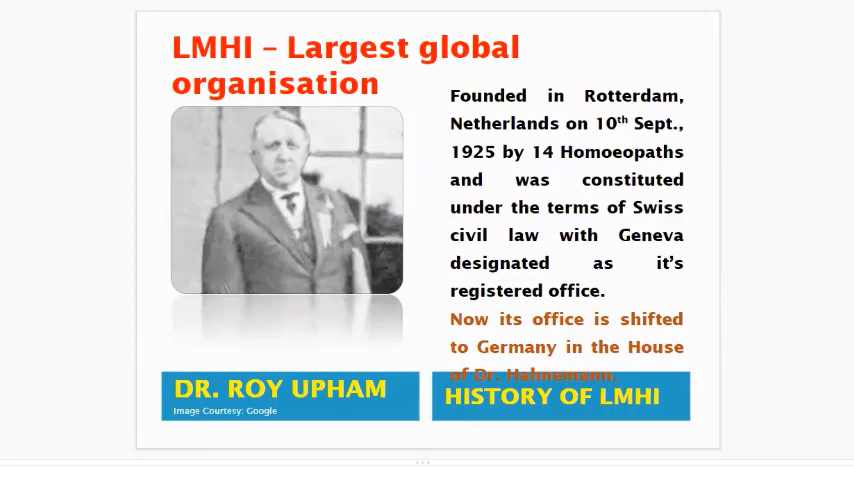 LMHI – Largest global
organisation
Founded in Rotterdam,
Netherlands on 10th Sept.,
1925 by 14 Homoeopaths
and was constituted
under the terms of Swiss
civil law with Geneva
designated as it’s
registered office.
Now its office is shifted
to Germany in the House
of Dr. Hahnemann.
DR. ROY UPHAM
Image Courtesy: Google
HISTORY OF LMHI